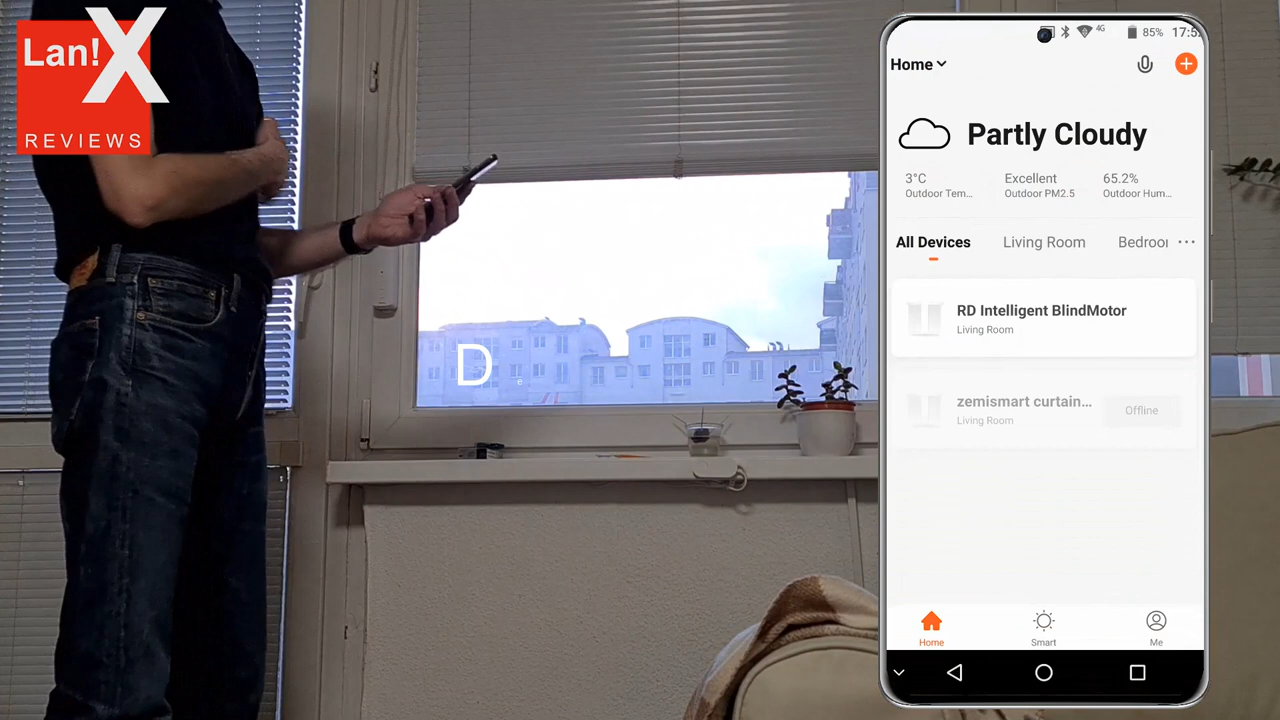 Lan!X
REVIEWS
D
4G 85% 17:5
Home
Partly Cloudy
3°C Excellent 65.2%
Outdoor Tem... Outdoor PM2.5 Outdoor Hum...
All Devices Living Room Bedroo
RD Intelligent BlindMotor
Living Room
zemismart curtain...
Living Room
Offline
Home Smart Me